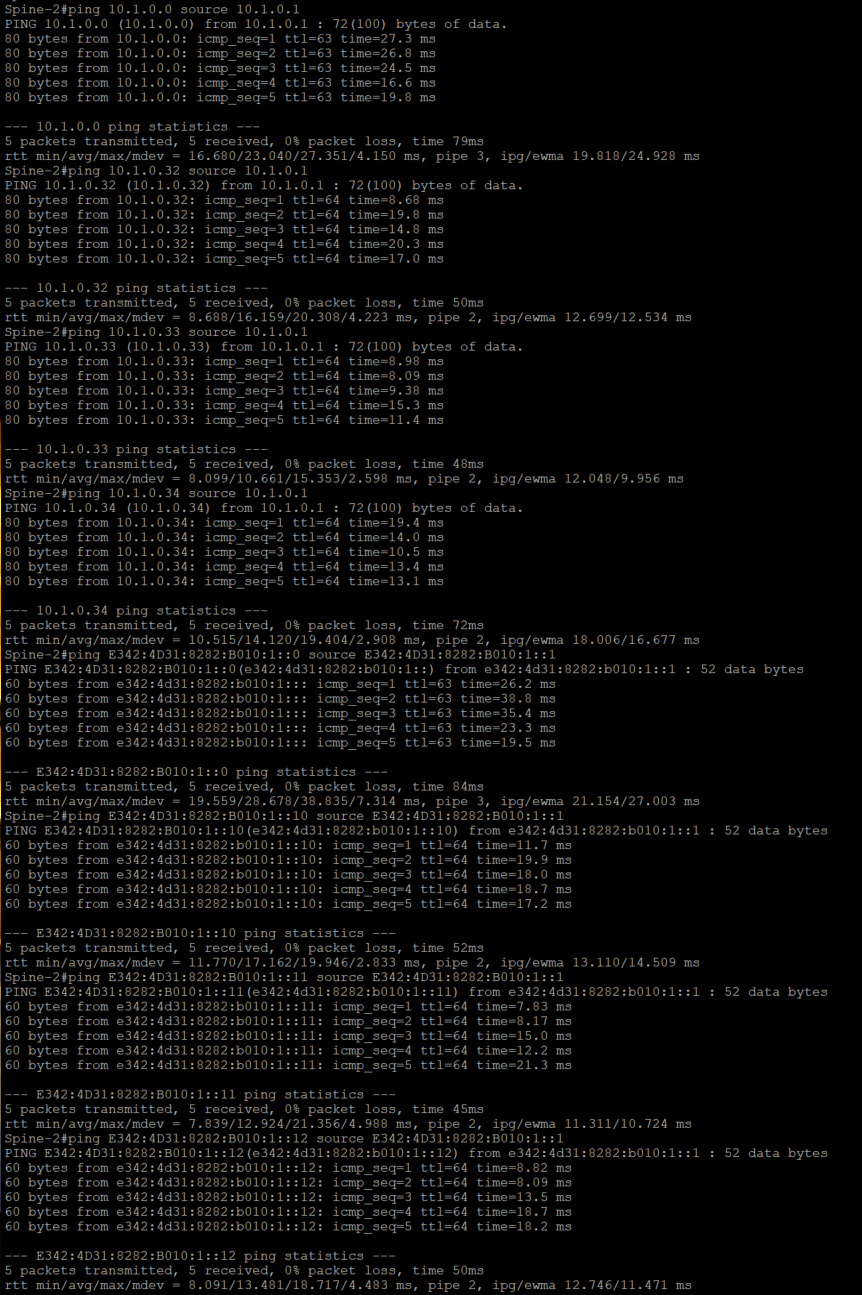 Spine-2#ping 10.1.0.0 source 10.1.0.1
PING 10.1.0.0 (10.1.0.0) from 10.1.0.1 : 72(100) bytes of data.
80 bytes from 10.1.0.0: icmp_seq=1 ttl=63 time=27.3 ms
80 bytes from 10.1.0.0: icmp_seq=2 ttl=63 time=26.8 ms
80 bytes from 10.1.0.0: icmp_seq=3 ttl=63 time=24.5 ms
80 bytes from 10.1.0.0: icmp_seq=4 ttl=63 time=16.6 ms
80 bytes from 10.1.0.0: icmp_seq=5 ttl=63 time=19.8 ms
--- 10.1.0.0 ping statistics ---
5 packets transmitted, 5 received, 0% packet loss, time 79ms
rtt min/avg/max/mdev = 16.680/23.040/27.351/4.150 ms, pipe 3, ipg/ewma 19.818/24.928 ms
Spine-2#ping 10.1.0.32 source 10.1.0.1
PING 10.1.0.32 (10.1.0.32) from 10.1.0.1 : 72(100) bytes of data.
80 bytes from 10.1.0.32: icmp_seq=1 ttl=64 time=8.68 ms
80 bytes from 10.1.0.32: icmp_seq=2 ttl=64 time=19.8 ms
80 bytes from 10.1.0.32: icmp_seq=3 ttl=64 time=14.8 ms
80 bytes from 10.1.0.32: icmp_seq=4 ttl=64 time=20.3 ms
80 bytes from 10.1.0.32: icmp_seq=5 ttl=64 time=17.0 ms
--- 10.1.0.32 ping statistics ---
5 packets transmitted, 5 received, 0% packet loss, time 50ms
rtt min/avg/max/mdev = 8.688/16.159/20.308/4.223 ms, pipe 2, ipg/ewma 12.699/12.534 ms
Spine-2#ping 10.1.0.33 source 10.1.0.1
PING 10.1.0.33 (10.1.0.33) from 10.1.0.1 : 72(100) bytes of data.
80 bytes from 10.1.0.33: icmp_seq=1 ttl=64 time=8.98 ms
80 bytes from 10.1.0.33: icmp_seq=2 ttl=64 time=8.09 ms
80 bytes from 10.1.0.33: icmp_seq=3 ttl=64 time=9.38 ms
80 bytes from 10.1.0.33: icmp_seq=4 ttl=64 time=15.3 ms
80 bytes from 10.1.0.33: icmp_seq=5 ttl=64 time=11.4 ms
--- 10.1.0.33 ping statistics ---
5 packets transmitted, 5 received, 0% packet loss, time 48ms
rtt min/avg/max/mdev = 8.099/10.661/15.353/2.598 ms, pipe 2, ipg/ewma 12.048/9.956 ms
Spine-2#ping 10.1.0.34 source 10.1.0.1
PING 10.1.0.34 (10.1.0.34) from 10.1.0.1 : 72(100) bytes of data.
80 bytes from 10.1.0.34: icmp_seq=1 ttl=64 time=19.4 ms
80 bytes from 10.1.0.34: icmp_seq=2 ttl=64 time=14.0 ms
80 bytes from 10.1.0.34: icmp_seq=3 ttl=64 time=10.5 ms
80 bytes from 10.1.0.34: icmp_seq=4 ttl=64 time=13.4 ms
80 bytes from 10.1.0.34: icmp_seq=5 ttl=64 time=13.1 ms
--- 10.1.0.34 ping statistics ---
5 packets transmitted, 5 received, 0% packet loss, time 72ms
rtt min/avg/max/mdev = 10.515/14.120/19.404/2.908 ms, pipe 2, ipg/ewma 18.006/16.677 ms
Spine-2#ping E342:4D31:8282:B010:1::0 source E342:4D31:8282:B010:1::1
PING E342:4D31:8282:B010:1::0(e342:4d31:8282:b010:1::) from e342:4d31:8282:b010:1::1 : 52 data bytes
60 bytes from e342:4d31:8282:b010:1::: icmp_seq=1 ttl=63 time=26.2 ms
60 bytes from e342:4d31:8282:b010:1::: icmp_seq=2 ttl=63 time=38.8 ms
60 bytes from e342:4d31:8282:b010:1::: icmp_seq=3 ttl=63 time=35.4 ms
60 bytes from e342:4d31:8282:b010:1::: icmp_seq=4 ttl=63 time=23.3 ms
60 bytes from e342:4d31:8282:b010:1::: icmp_seq=5 ttl=63 time=19.5 ms
--- E342:4D31:8282:B010:1::0 ping statistics ---
5 packets transmitted, 5 received, 0% packet loss, time 84ms
rtt min/avg/max/mdev = 19.559/28.678/38.835/7.314 ms, pipe 3, ipg/ewma 21.154/27.003 ms
Spine-2#ping E342:4D31:8282:B010:1::10 source E342:4D31:8282:B010:1::1
PING E342:4D31:8282:B010:1::10(e342:4d31:8282:b010:1::10) from e342:4d31:8282:b010:1::1 : 52 data bytes
60 bytes from e342:4d31:8282:b010:1::10: icmp_seq=1 ttl=64 time=11.7 ms
60 bytes from e342:4d31:8282:b010:1::10: icmp_seq=2 ttl=64 time=19.9 ms
60 bytes from e342:4d31:8282:b010:1::10: icmp_seq=3 ttl=64 time=18.0 ms
60 bytes from e342:4d31:8282:b010:1::10: icmp_seq=4 ttl=64 time=18.7 ms
60 bytes from e342:4d31:8282:b010:1::10: icmp_seq=5 ttl=64 time=17.2 ms
--- E342:4D31:8282:B010:1::10 ping statistics ---
5 packets transmitted, 5 received, 0% packet loss, time 52ms
rtt min/avg/max/mdev = 11.770/17.162/19.946/2.833 ms, pipe 2, ipg/ewma 13.110/14.509 ms
Spine-2#ping E342:4D31:8282:B010:1::11 source E342:4D31:8282:B010:1::1
PING E342:4D31:8282:B010:1::11(e342:4d31:8282:b010:1::11) from e342:4d31:8282:b010:1::1 : 52 data bytes
60 bytes from e342:4d31:8282:b010:1::11: icmp_seq=1 ttl=64 time=7.83 ms
60 bytes from e342:4d31:8282:b010:1::11: icmp_seq=2 ttl=64 time=8.17 ms
60 bytes from e342:4d31:8282:b010:1::11: icmp_seq=3 ttl=64 time=15.0 ms
60 bytes from e342:4d31:8282:b010:1::11: icmp_seq=4 ttl=64 time=12.2 ms
60 bytes from e342:4d31:8282:b010:1::11: icmp_seq=5 ttl=64 time=21.3 ms
--- E342:4D31:8282:B010:1::11 ping statistics ---
5 packets transmitted, 5 received, 0% packet loss, time 45ms
rtt min/avg/max/mdev = 7.839/12.924/21.356/4.988 ms, pipe 2, ipg/ewma 11.311/10.724 ms
Spine-2#ping E342:4D31:8282:B010:1::12 source E342:4D31:8282:B010:1::1
PING E342:4D31:8282:B010:1::12(e342:4d31:8282:b010:1::12) from e342:4d31:8282:b010:1::1 : 52 data bytes
60 bytes from e342:4d31:8282:b010:1::12: icmp_seq=1 ttl=64 time=8.82 ms
60 bytes from e342:4d31:8282:b010:1::12: icmp_seq=2 ttl=64 time=8.09 ms
60 bytes from e342:4d31:8282:b010:1::12: icmp_seq=3 ttl=64 time=13.5 ms
60 bytes from e342:4d31:8282:b010:1::12: icmp_seq=4 ttl=64 time=18.7 ms
60 bytes from e342:4d31:8282:b010:1::12: icmp_seq=5 ttl=64 time=18.2 ms
--- E342:4D31:8282:B010:1::12 ping statistics ---
5 packets transmitted, 5 received, 0% packet loss, time 50ms
rtt min/avg/max/mdev = 8.091/13.481/18.717/4.483 ms, pipe 2, ipg/ewma 12.746/11.471 ms